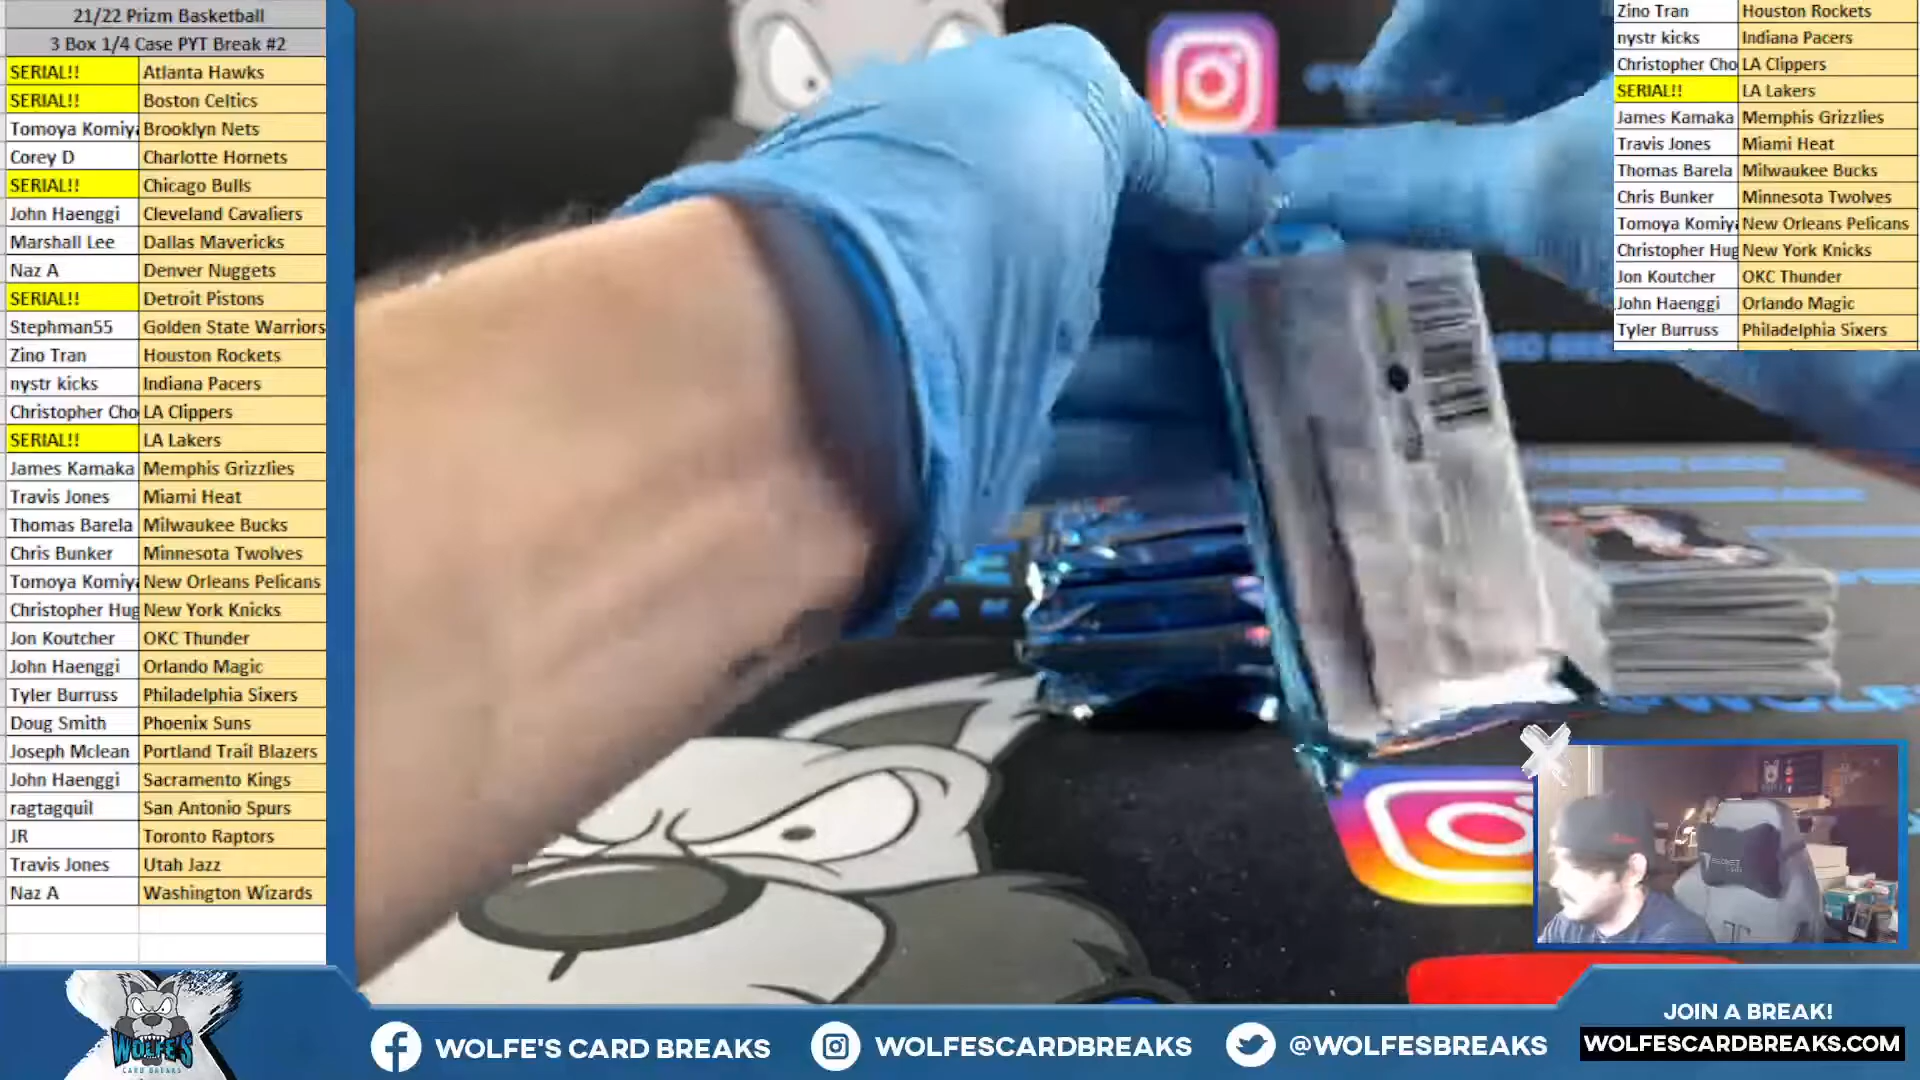 21/22 Prizm Basketball
3 Box 1/4 Case PYT Break #2
SERIAL!! Atlanta Hawks
SERIAL!! Boston Celtics
Tomoya Komiya Brooklyn Nets
Corey D Charlotte Hornets
SERIAL!! Chicago Bulls
John Haenggi Cleveland Cavaliers
Marshall Lee Dallas Mavericks
Naz A Denver Nuggets
SERIAL!! Detroit Pistons
Stephman55 Golden State Warriors
Zino Tran Houston Rockets
nystr kicks Indiana Pacers
Christopher Cho LA Clippers
SERIAL!! LA Lakers
James Kamaka Memphis Grizzlies
Travis Jones Miami Heat
Thomas Barela Milwaukee Bucks
Chris Bunker Minnesota Twolves
Tomoya Komiya New Orleans Pelicans
Christopher Hug New York Knicks
Jon Koutcher OKC Thunder
John Haenggi Orlando Magic
Tyler Burruss Philadelphia Sixers
Doug Smith Phoenix Suns
Joseph Mclean Portland Trail Blazers
John Haenggi Sacramento Kings
ragtagquil San Antonio Spurs
JR Toronto Raptors
Travis Jones Utah Jazz
Naz A Washington Wizards
Zino Tran Houston Rockets
nystr kicks Indiana Pacers
Christopher Cho LA Clippers
SERIAL!! LA Lakers
James Kamaka Memphis Grizzlies
Travis Jones Miami Heat
Thomas Barela Milwaukee Bucks
Chris Bunker Minnesota Twolves
Tomoya Komiya New Orleans Pelicans
Christopher Hug New York Knicks
Jon Koutcher OKC Thunder
John Haenggi Orlando Magic
Tyler Burruss Philadelphia Sixers
@WOLFE
WOLFE'S
CARD BREAKS
WOLFE'S CARD BREAKS
WOLFESCARDBREAKS
@WOLFESBREAKS
JOIN A BREAK!
WOLFESCARDBREAKS.COM